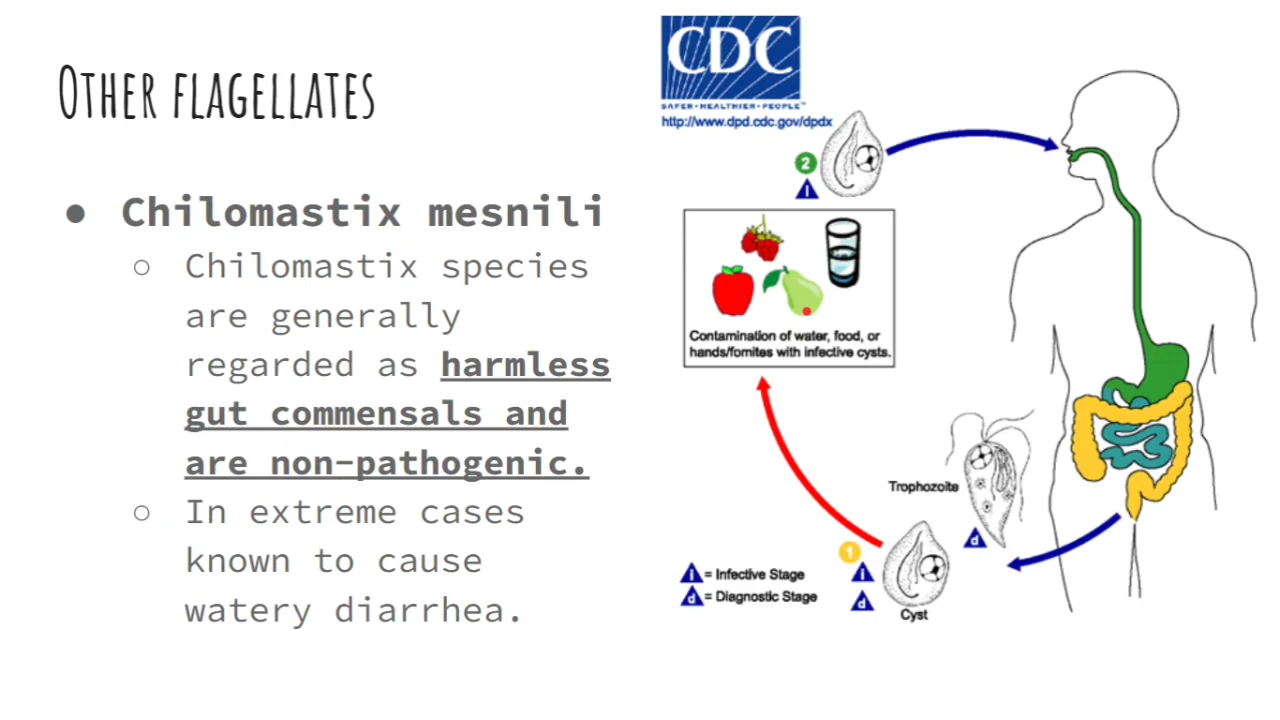 OTHER FLAGELLATES
● Chilomastix mesnili
○ Chilomastix species
are generally
regarded as harmless
gut commensals and
are non-pathogenic.
○ In extreme cases
known to cause
watery diarrhea.
CDC
SAFER·HEALTHIER·PEOPLE™
http://www.dpd.cdc.gov/dpdx
2
i
Contamination of water, food, or
hands/fomites with infective cysts.
Trophozoite
d
1
i
d
Cyst
i = Infective Stage
d = Diagnostic Stage